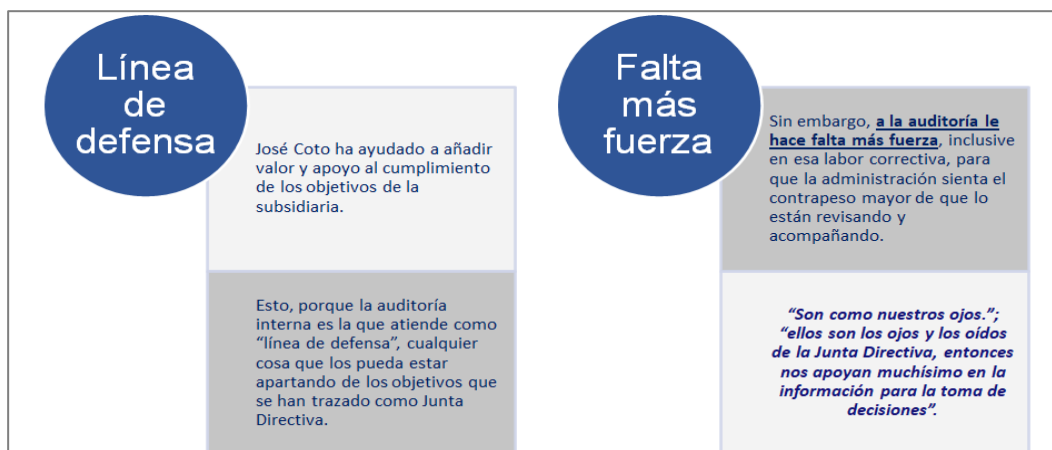 Línea
de
defensa
José Coto ha ayudado a añadir
valor y apoyo al cumplimiento
de los objetivos de la
subsidiaria.
Esto, porque la auditoría
interna es la que atiende como
“línea de defensa”, cualquier
cosa que los pueda estar
apartando de los objetivos que
se han trazado como Junta
Directiva.
Falta
más
fuerza
Sin embargo, a la auditoría le
hace falta más fuerza, inclusive
en esa labor correctiva, para
que la administración sienta el
contrapeso mayor de que lo
están revisando y
acompañando.
“Son como nuestros ojos.”;
“ellos son los ojos y los oídos
de la Junta Directiva, entonces
nos apoyan muchísimo en la
información para la toma de
decisiones”.